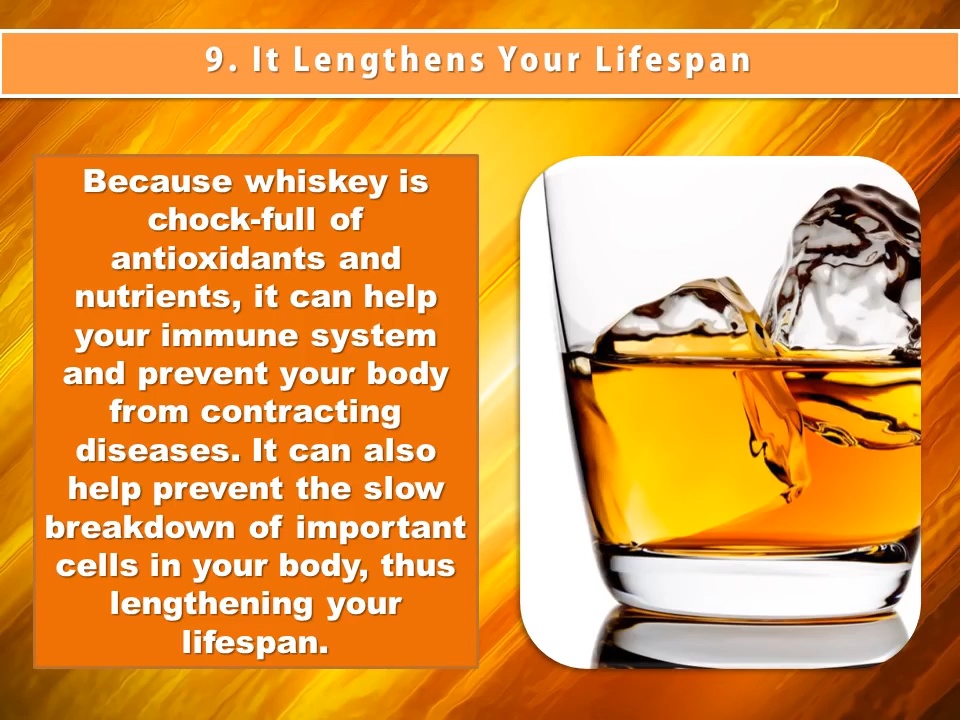 9. It Lengthens Your Lifespan
Because whiskey is
chock-full of
antioxidants and
nutrients, it can help
your immune system
and prevent your body
from contracting
diseases. It can also
help prevent the slow
breakdown of important
cells in your body, thus
lengthening your
lifespan.